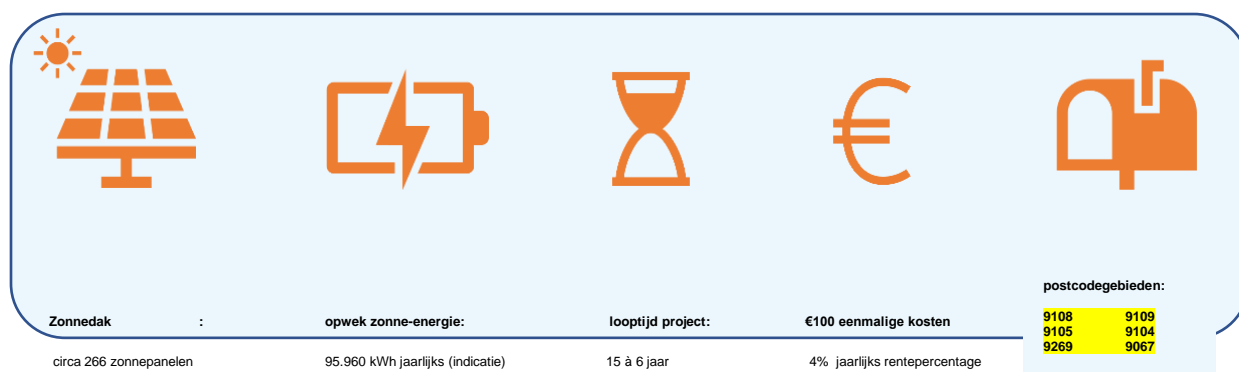 postcodegebieden:
Zonnedak : opwek zonne-energie: looptijd project: €100 eenmalige kosten
9108 9109
9105 9104
9269 9067
circa 266 zonnepanelen 95.960 kWh jaarlijks (indicatie) 15 à 6 jaar 4% jaarlijks rentepercentage